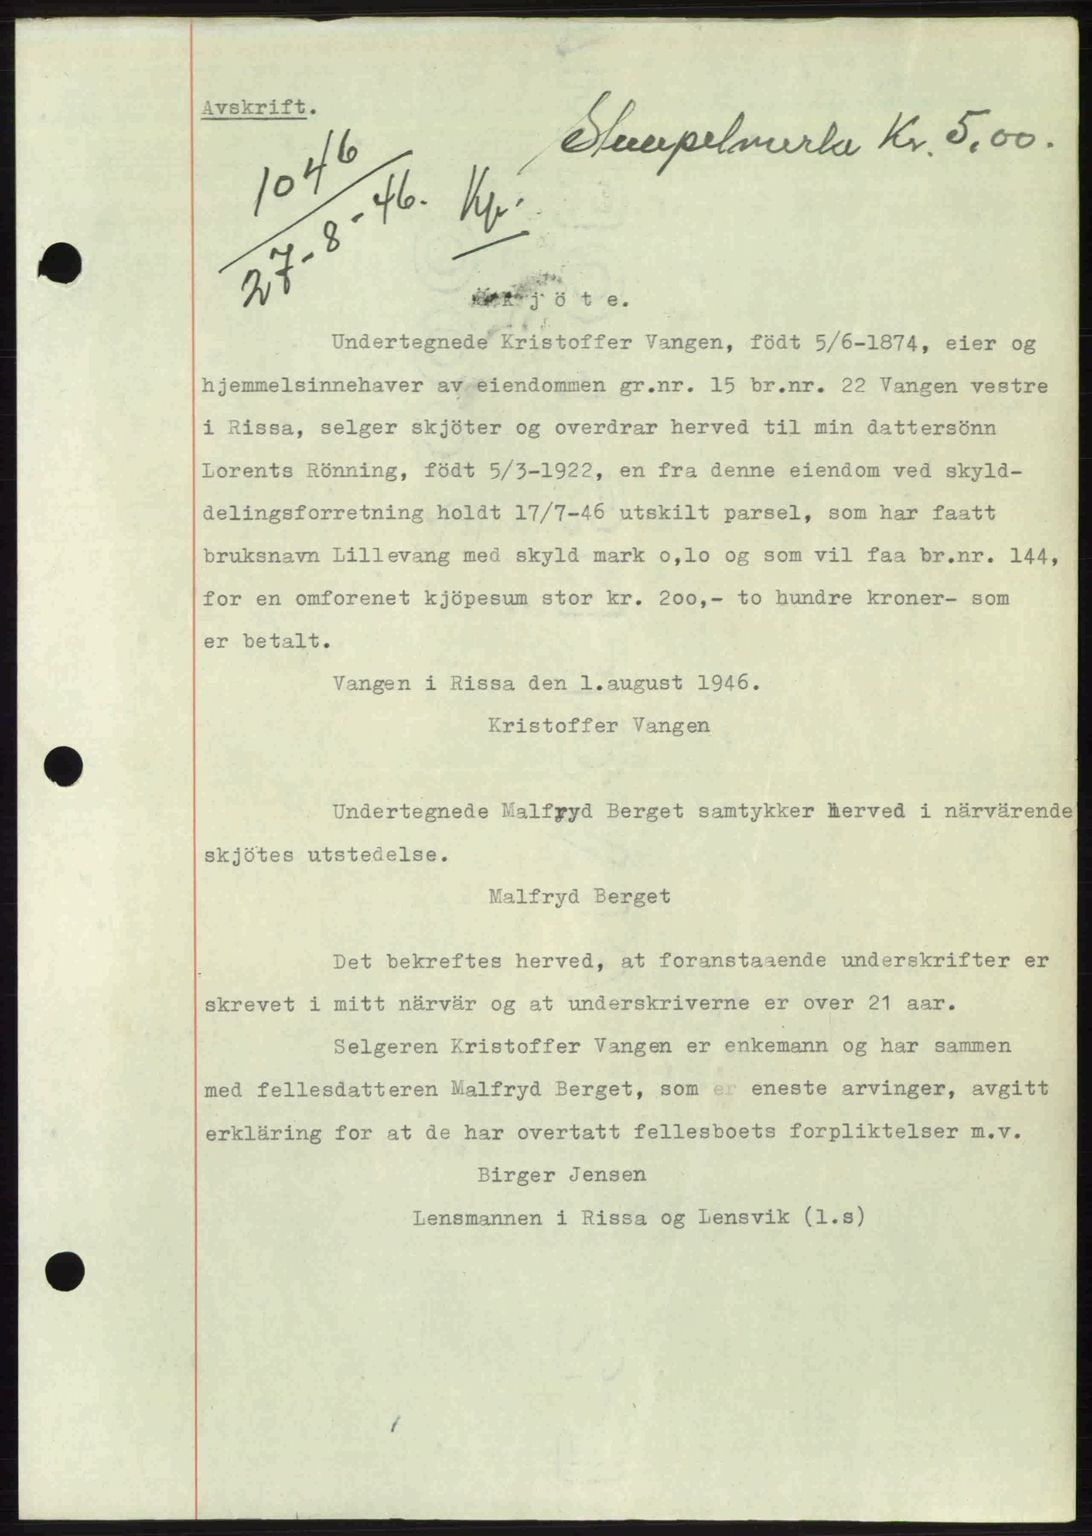 Avskrift.
Stempelmerke Kr. 5,00.
1046
27-8-46. Kp.
Skjöte.
Undertegnede Kristoffer Vangen, födt 5/6-1874, eier og
hjemmelsinnehaver av eiendommen gr.nr. 15 br.nr. 22 Vangen vestre
i Rissa, selger skjöter og overdrar herved til min dattersönn
Lorents Rönning, födt 5/3-1922, en fra denne eiendom ved skyld-
delingsforretning holdt 17/7-46 utskilt parsel, som har faatt
bruksnavn Lillevang med skyld mark o,lo og som vil faa br.nr. 144,
for en omforenet kjöpesum stor kr. 2oo,- to hundre kroner- som
er betalt.
Vangen i Rissa den 1.august 1946.
Kristoffer Vangen
Undertegnede Malfryd Berget samtykker herved i närvärende
skjötes utstedelse.
Malfryd Berget
Det bekreftes herved, at foranstaaende underskrifter er
skrevet i mitt närvär og at underskriverne er over 21 aar.
Selgeren Kristoffer Vangen er enkemann og har sammen
med fellesdatteren Malfryd Berget, som er eneste arvinger, avgitt
erkläring for at de har overtatt fellesboets forpliktelser m.v.
Birger Jensen
Lensmannen i Rissa og Lensvik (l.s)